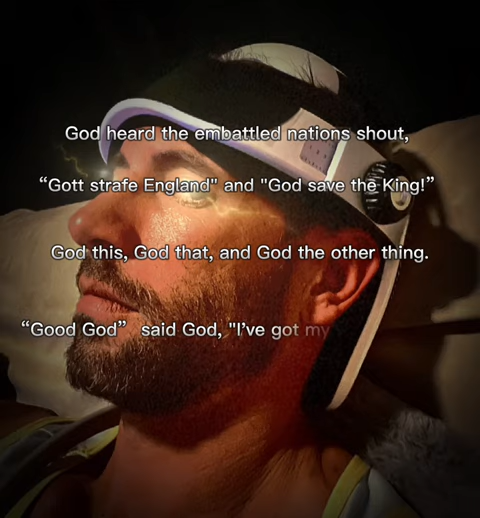 God heard the embattled nations shout,
“Gott strafe England" and "God save the King!”
God this, God that, and God the other thing.
“Good God” said God, "I’ve got my